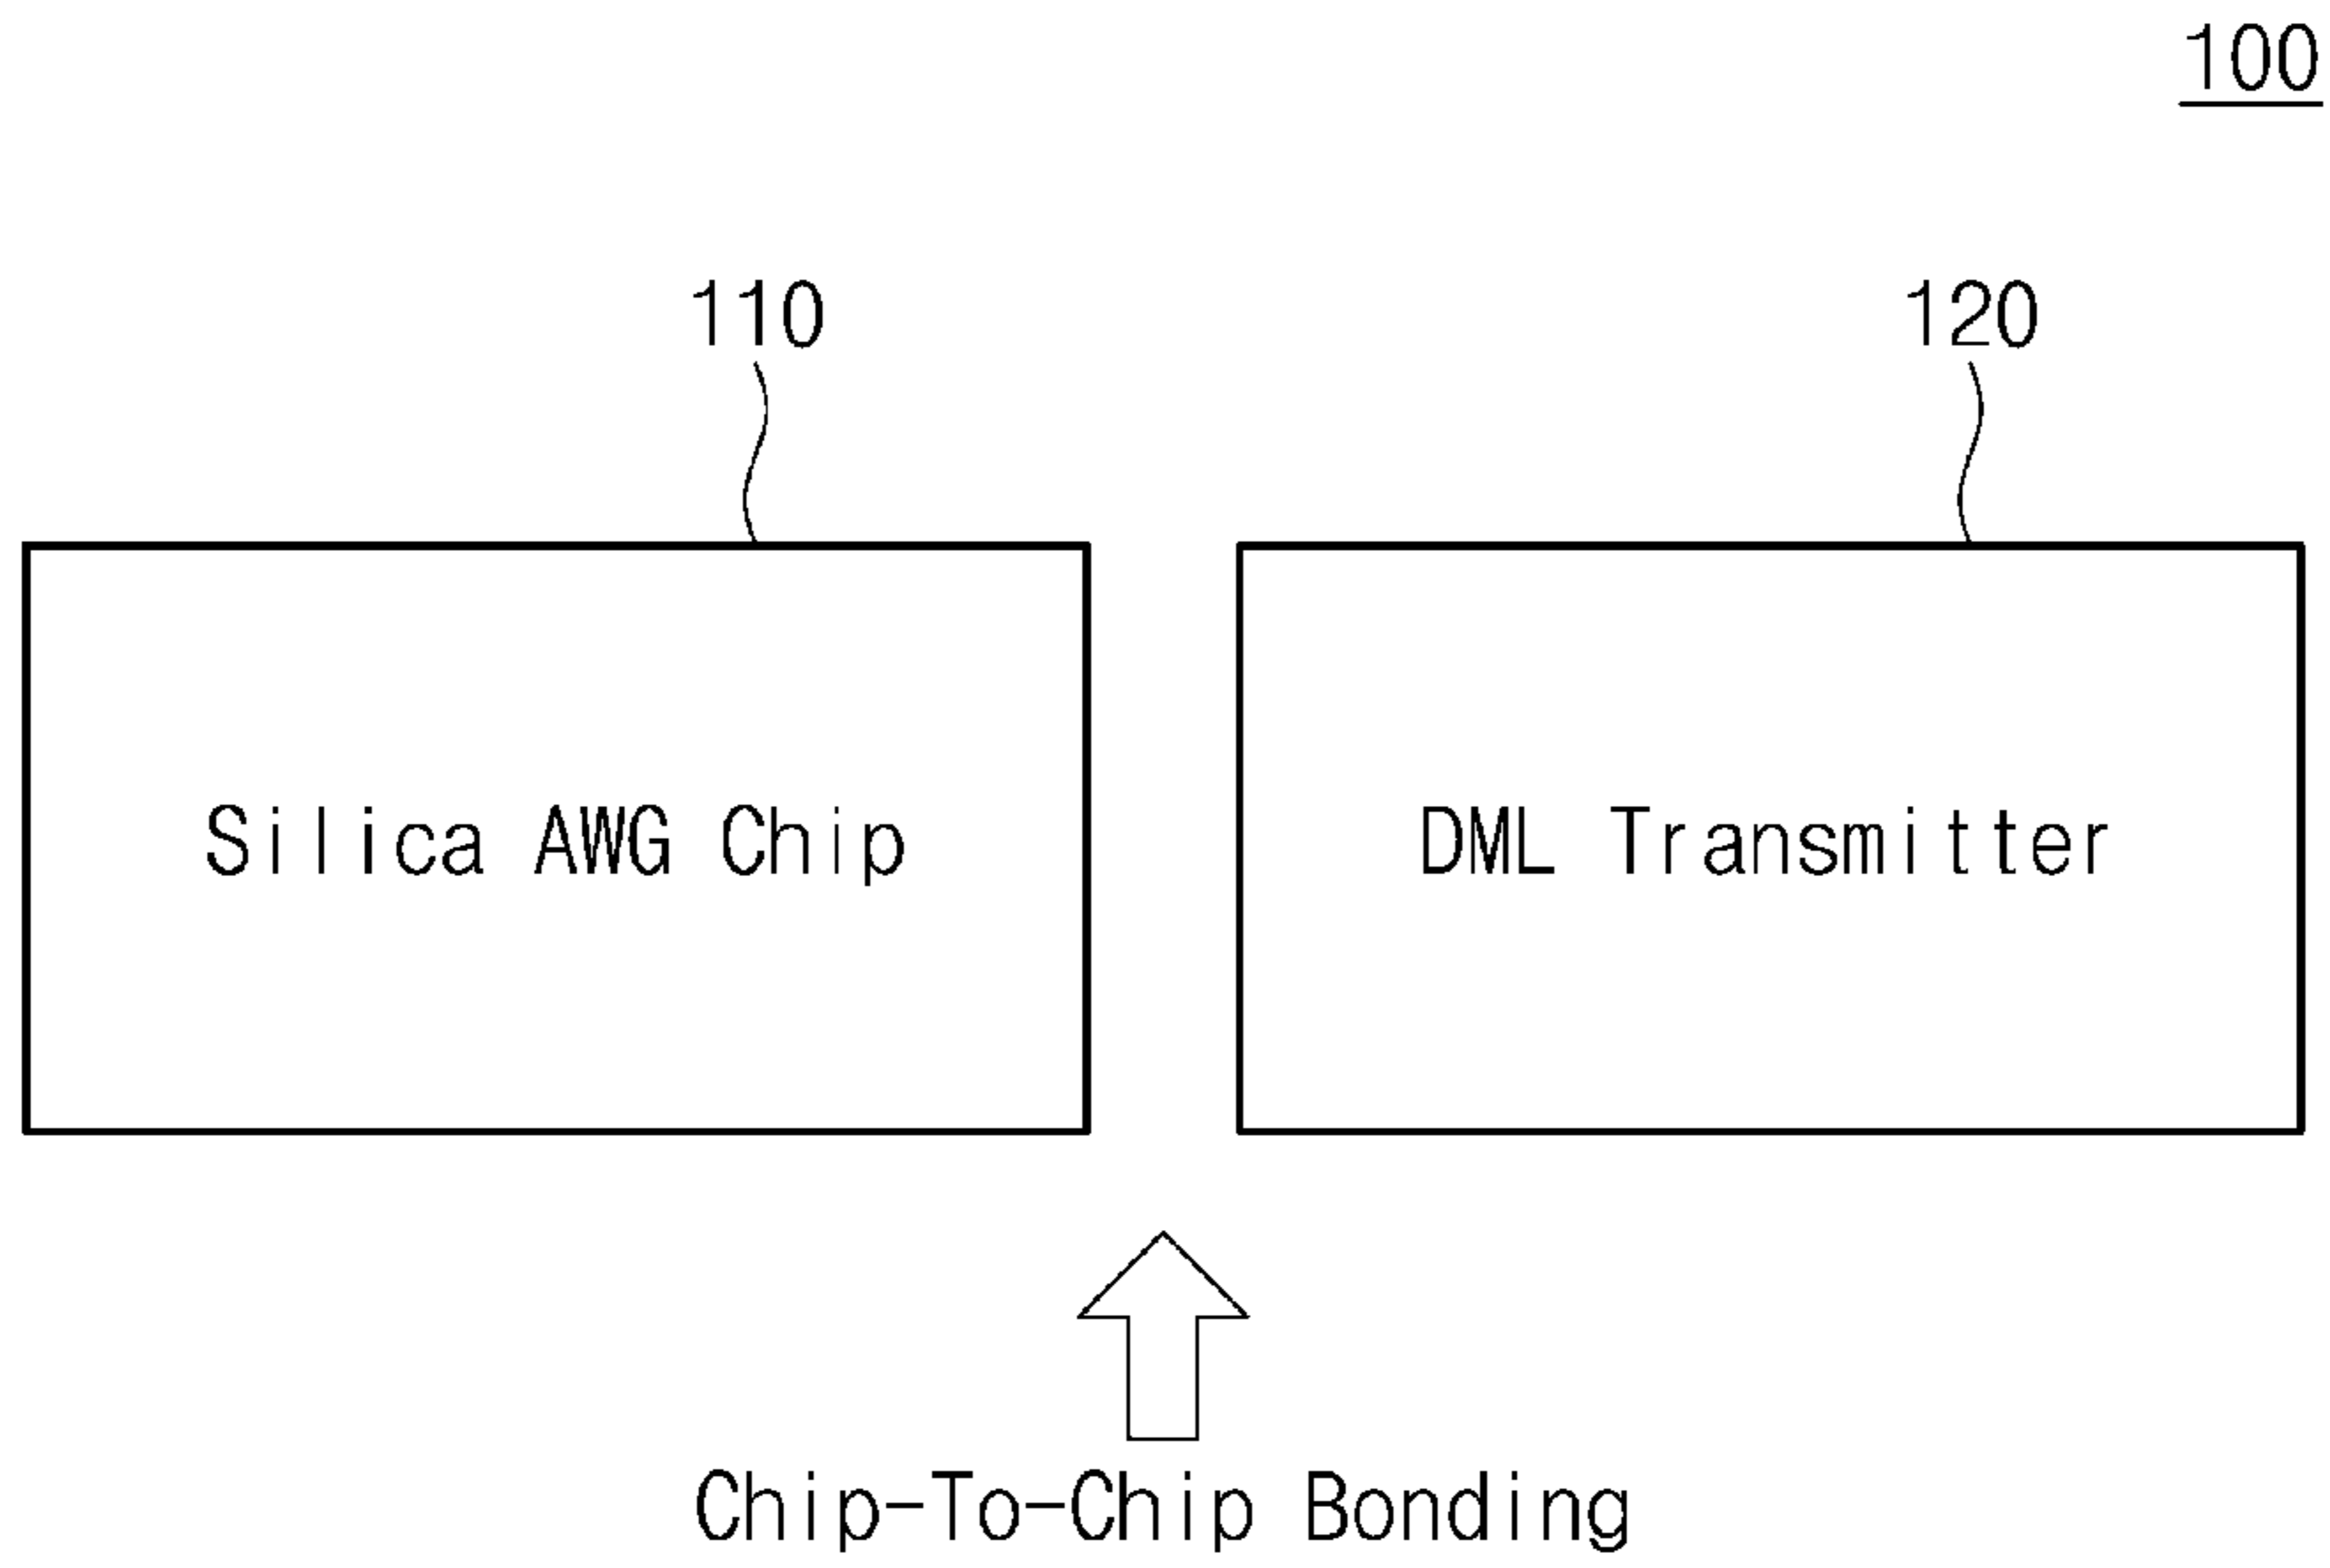 100
110
120
Silica AWG Chip
DML Transmitter
Chip-To-Chip Bonding